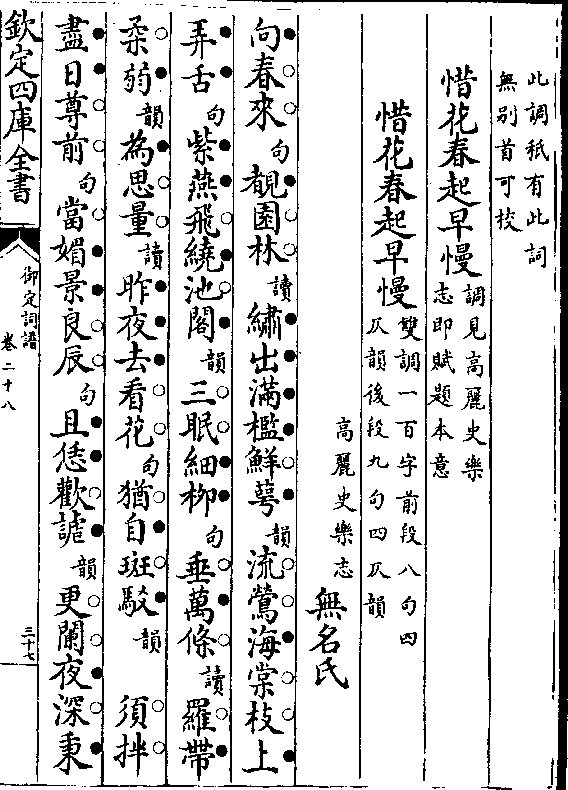 此調祇有此詞
無別首可校
惜花春起早慢 調見高麗史樂
志即賦題本意
惜花春起早慢 雙調一百字前段八句四
仄韻後段九句四仄韻
高麗史樂志 無名氏
向春來句覩園林讀繡出滿檻鮮萼韻流鶯海棠枝上
弄舌句紫燕飛繞池閣韻三眠細柳句垂萬條讀羅帶
柔弱韻為思量讀昨夜去看花句猶自斑駁韻 須拌
盡日尊前句當媚景良辰句且恁歡謔韻更闌夜深秉
欽定四庫全書
御定詞譜
卷二十八
三十七